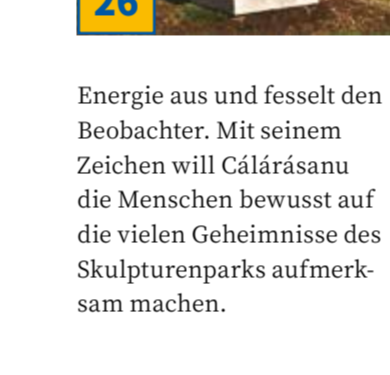 26
Energie aus und fesselt den
Beobachter. Mit seinem
Zeichen will Cálárásanu
die Menschen bewusst auf
die vielen Geheimnisse des
Skulpturenparks aufmerk-
sam machen.